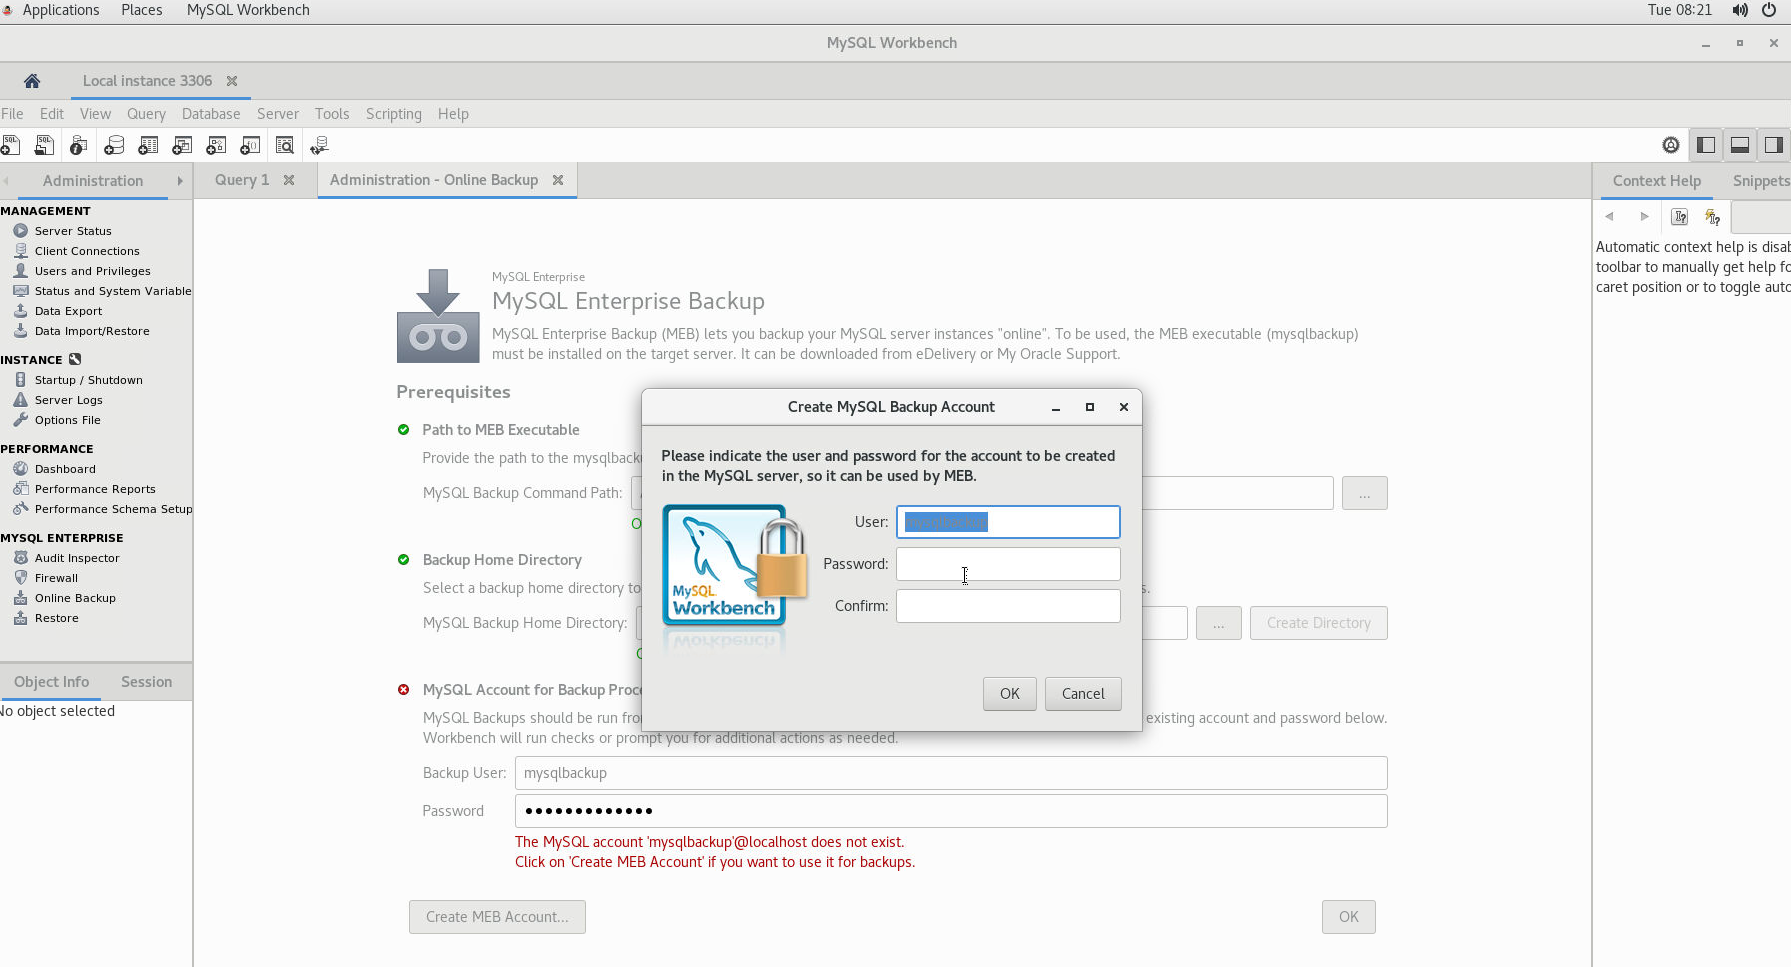 Applications Places MySQL Workbench Tue 08:21
MySQL Workbench
Local instance 3306
File Edit View Query Database Server Tools Scripting Help
Administration
Query 1
Administration - Online Backup
Context Help
Snippets
MANAGEMENT
Server Status
Client Connections
Users and Privileges
Status and System Variable
Data Export
Data Import/Restore
INSTANCE
Startup / Shutdown
Server Logs
Options File
PERFORMANCE
Dashboard
Performance Reports
Performance Schema Setup
MYSQL ENTERPRISE
Audit Inspector
Firewall
Online Backup
Restore
Object Info Session
No object selected
MySQL Enterprise
MySQL Enterprise Backup
MySQL Enterprise Backup (MEB) lets you backup your MySQL server instances "online". To be used, the MEB executable (mysqlbackup)
must be installed on the target server. It can be downloaded from eDelivery or My Oracle Support.
Prerequisites
Path to MEB Executable
Provide the path to the mysqlbacku
MySQL Backup Command Path:
...
Backup Home Directory
Select a backup home directory to
s.
MySQL Backup Home Directory:
...
Create Directory
MySQL Account for Backup Proce
MySQL Backups should be run fro
existing account and password below.
Workbench will run checks or prompt you for additional actions as needed.
Backup User: mysqlbackup
Password •••••••••••••
The MySQL account 'mysqlbackup'@localhost does not exist.
Click on 'Create MEB Account' if you want to use it for backups.
Create MEB Account...
OK
Create MySQL Backup Account
Please indicate the user and password for the account to be created
in the MySQL server, so it can be used by MEB.
MySQL
Workbench
User: mysqlbackup
Password:
Confirm:
OK
Cancel
Automatic context help is disab
toolbar to manually get help fo
caret position or to toggle auto